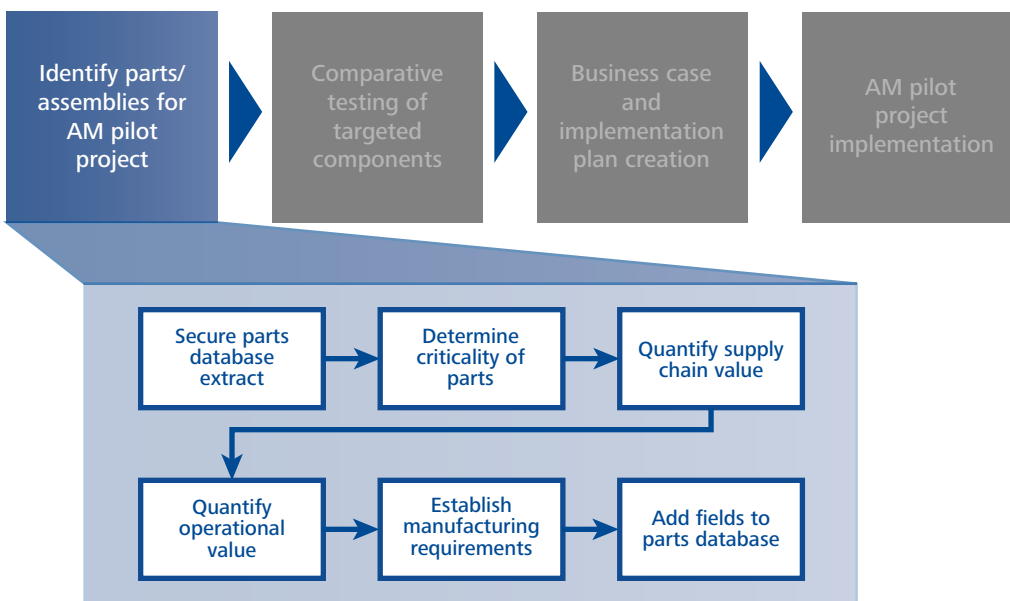 Identify parts/
assemblies for
AM pilot
project
Comparative
testing of
targeted
components
Business case
and
implementation
plan creation
AM pilot
project
implementation
Secure parts
database
extract
Determine
criticality of
parts
Quantify supply
chain value
Quantify
operational
value
Establish
manufacturing
requirements
Add fields to
parts database